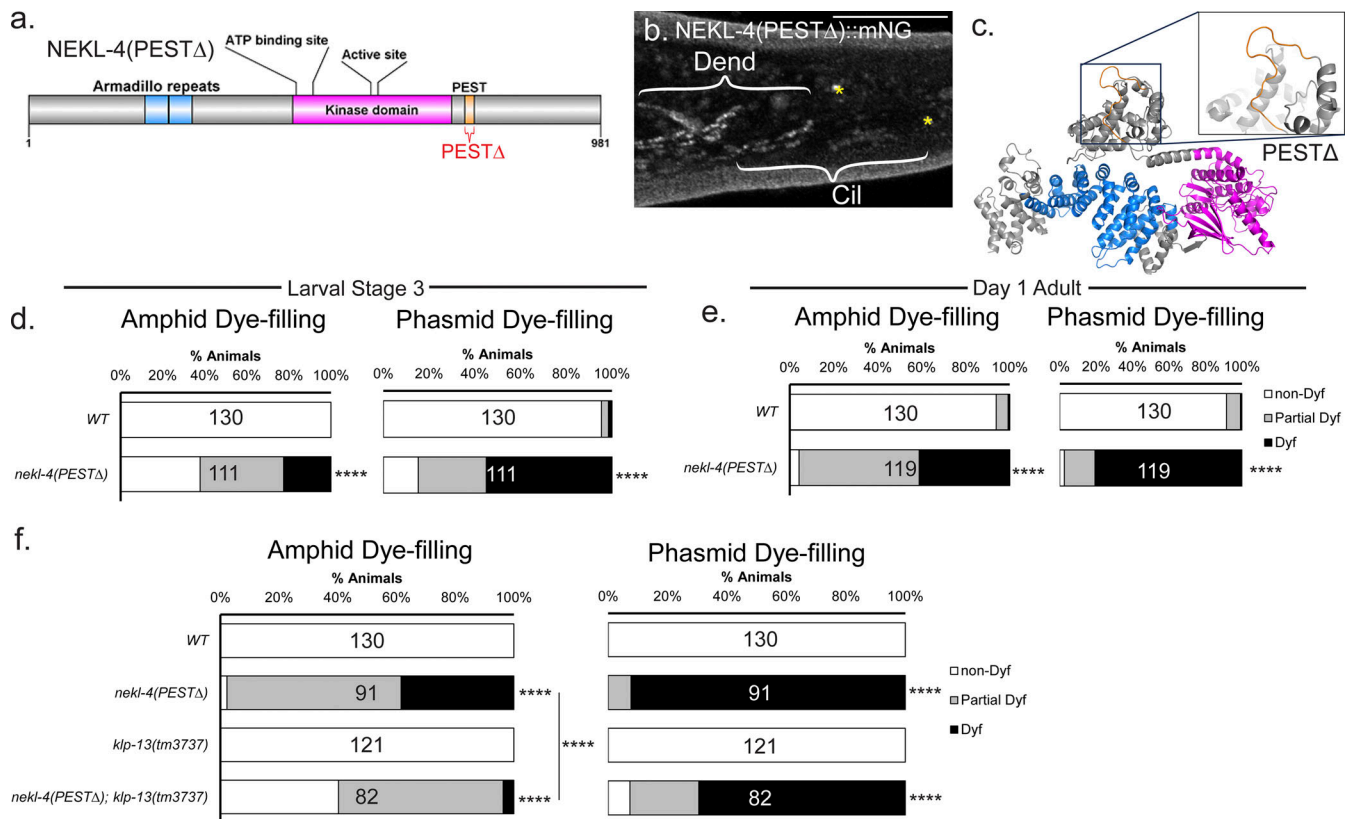 a.
NEKL-4(PESTΔ)
ATP binding site
Active site
Armadillo repeats
PEST
Kinase domain
1
981
PESTΔ
b. NEKL-4(PESTΔ)::mNG
Dend
*
*
Cil
c.
PESTΔ
Larval Stage 3
d.
Amphid Dye-filling
Phasmid Dye-filling
% Animals
% Animals
0% 20% 40% 60% 80% 100%
0% 20% 40% 60% 80% 100%
WT
130
130
nekl-4(PESTΔ)
111
****
111
****
Day 1 Adult
e.
Amphid Dye-filling
Phasmid Dye-filling
% Animals
% Animals
0% 20% 40% 60% 80% 100%
0% 20% 40% 60% 80% 100%
WT
130
130
nekl-4(PESTΔ)
119
****
119
****
non-Dyf
Partial Dyf
Dyf
f.
Amphid Dye-filling
Phasmid Dye-filling
% Animals
% Animals
0% 20% 40% 60% 80% 100%
0% 20% 40% 60% 80% 100%
WT
130
130
nekl-4(PESTΔ)
91
****
91
****
klp-13(tm3737)
121
****
121
nekl-4(PESTΔ); klp-13(tm3737)
82
****
82
****
non-Dyf
Partial Dyf
Dyf